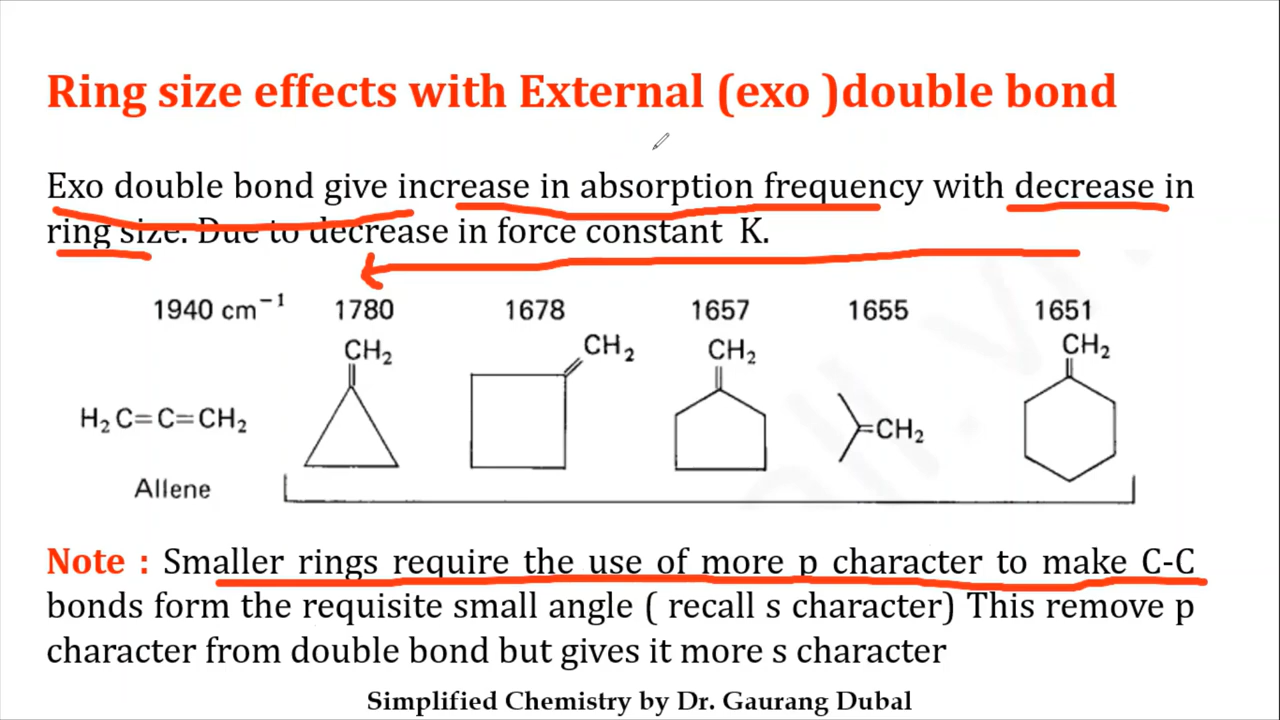 Ring size effects with External (exo )double bond
Exo double bond give increase in absorption frequency with decrease in
ring size. Due to decrease in force constant K.
1940 cm⁻¹ 1780 1678 1657 1655 1651
CH₂ CH₂ CH₂ CH₂
H₂C=C=CH₂ =CH₂
Allene
Note : Smaller rings require the use of more p character to make C-C
bonds form the requisite small angle ( recall s character) This remove p
character from double bond but gives it more s character
Simplified Chemistry by Dr. Gaurang Dubal